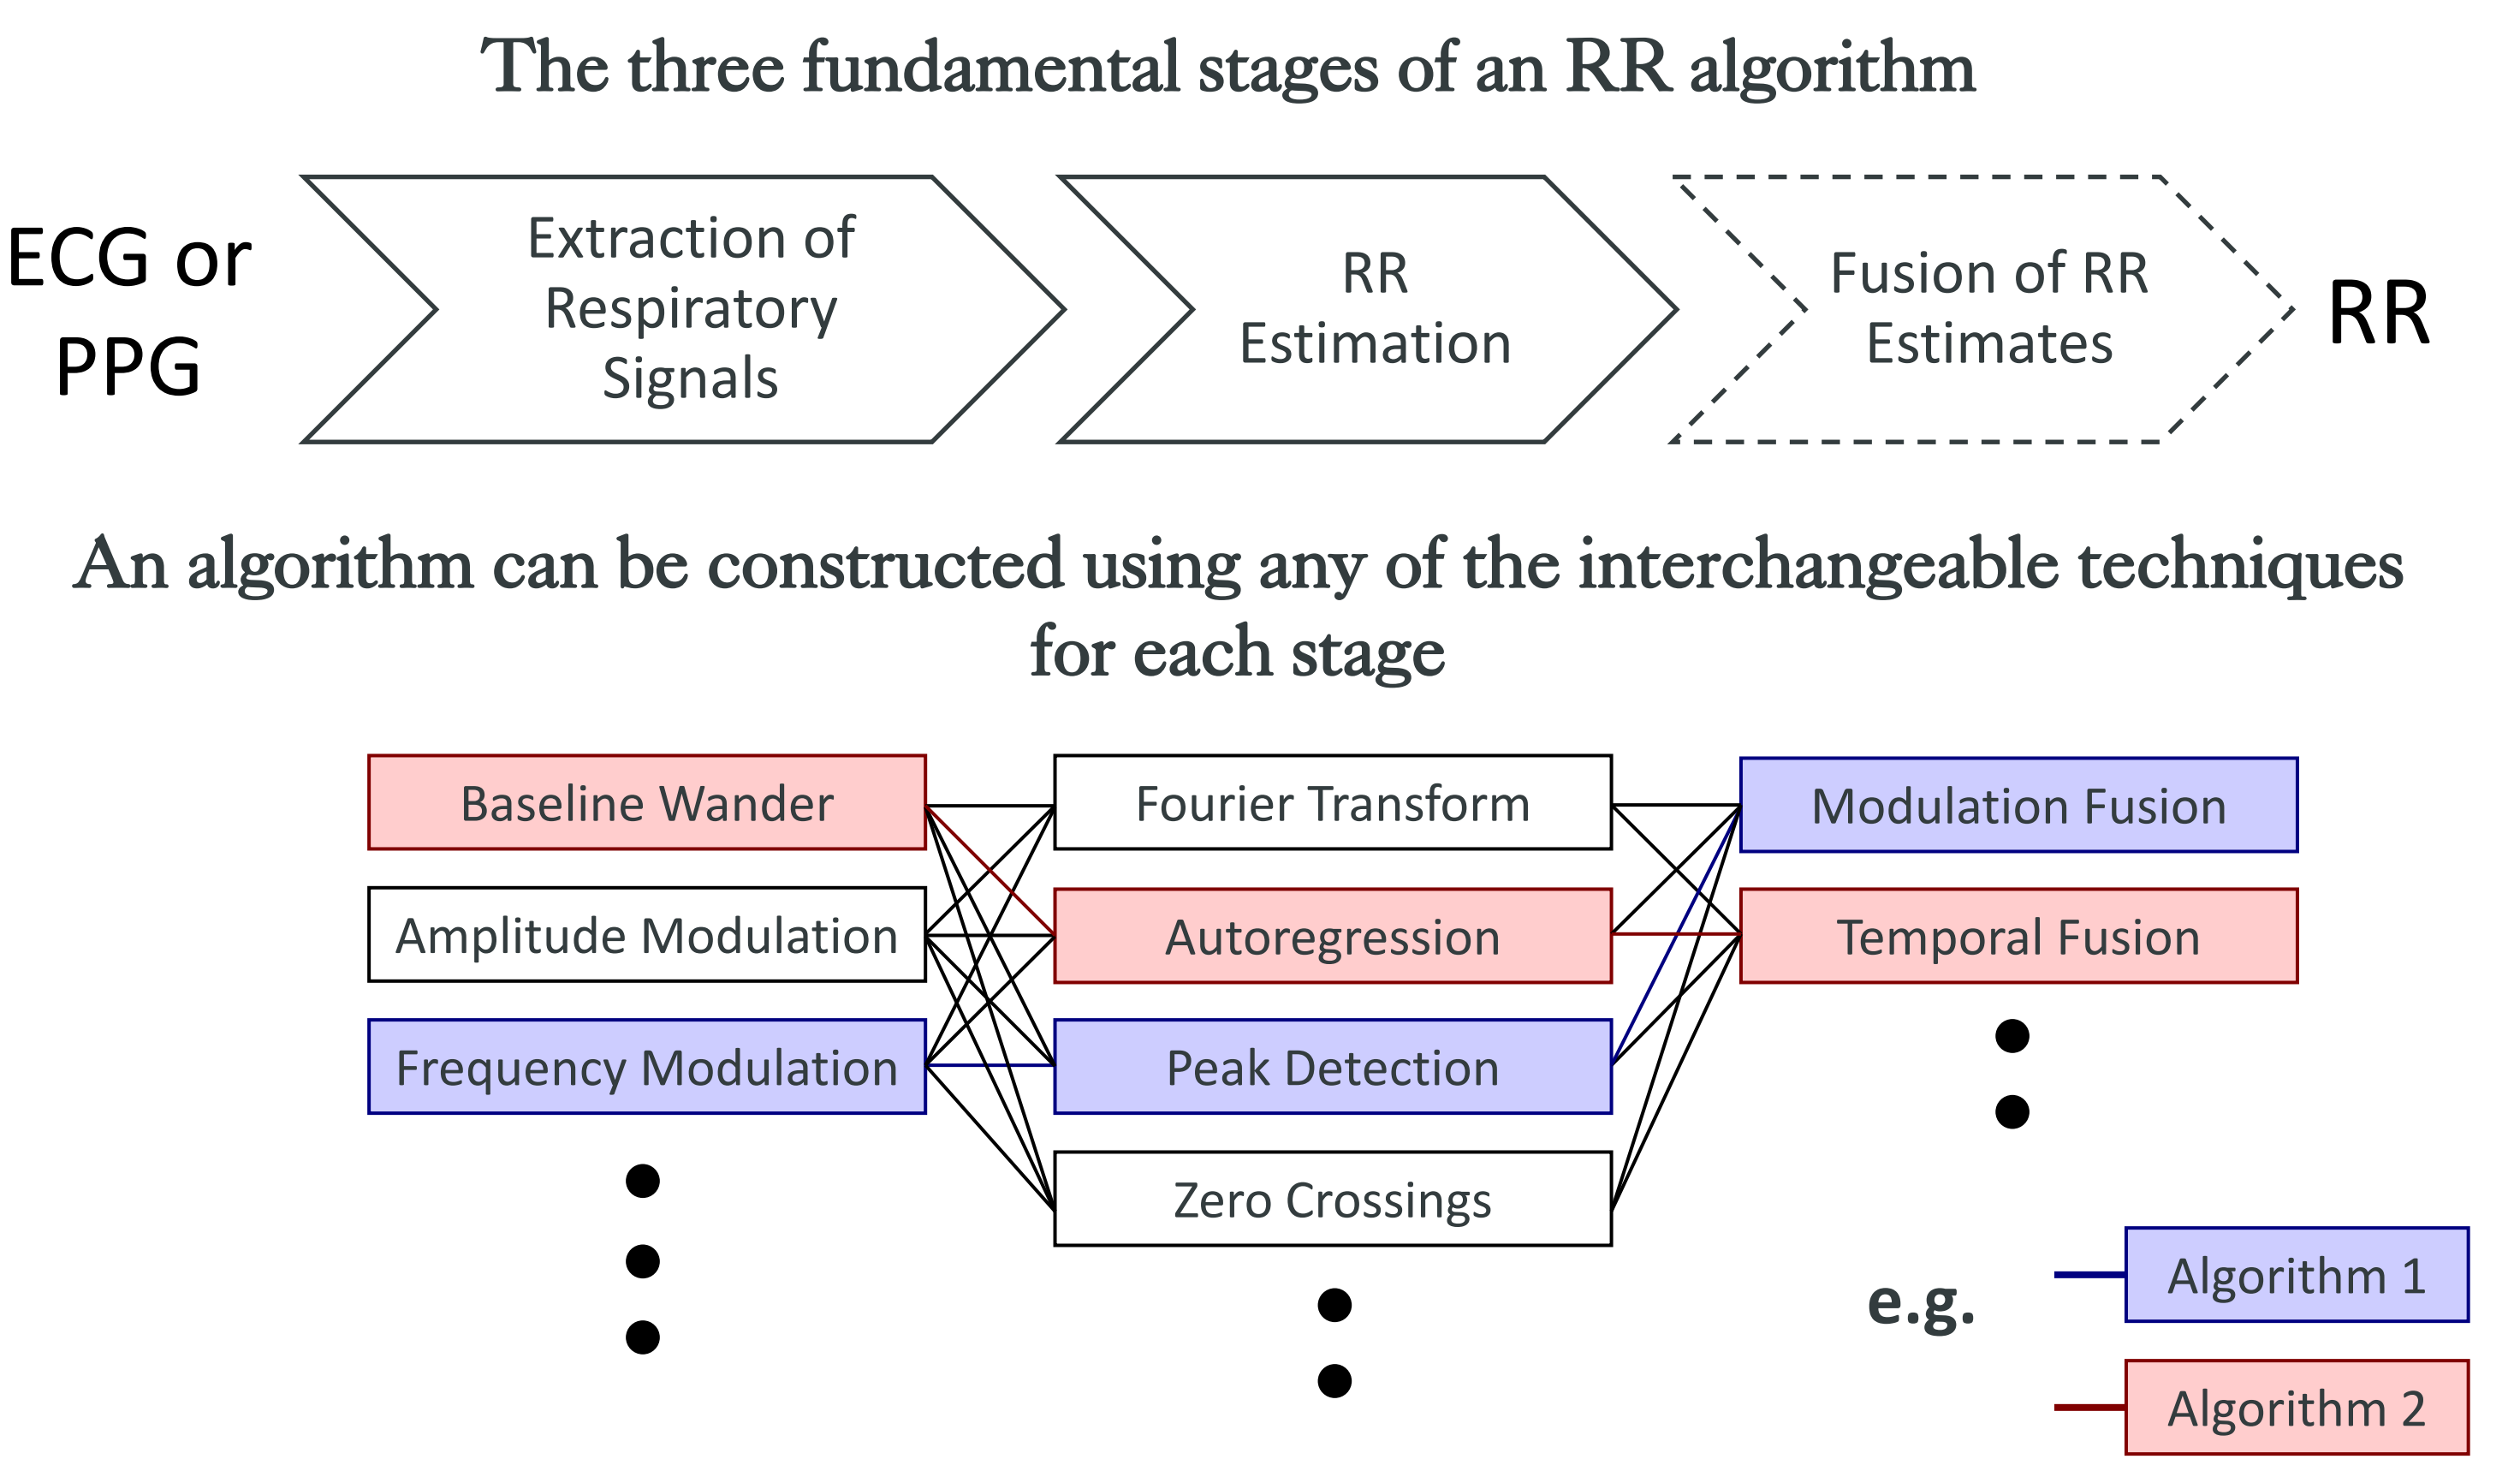 The three fundamental stages of an RR algorithm
ECG or
PPG
Extraction of
Respiratory
Signals
RR
Estimation
Fusion of RR
Estimates
RR
An algorithm can be constructed using any of the interchangeable techniques
for each stage
Baseline Wander
Amplitude Modulation
Frequency Modulation
Fourier Transform
Autoregression
Peak Detection
Zero Crossings
Modulation Fusion
Temporal Fusion
e.g.
Algorithm 1
Algorithm 2